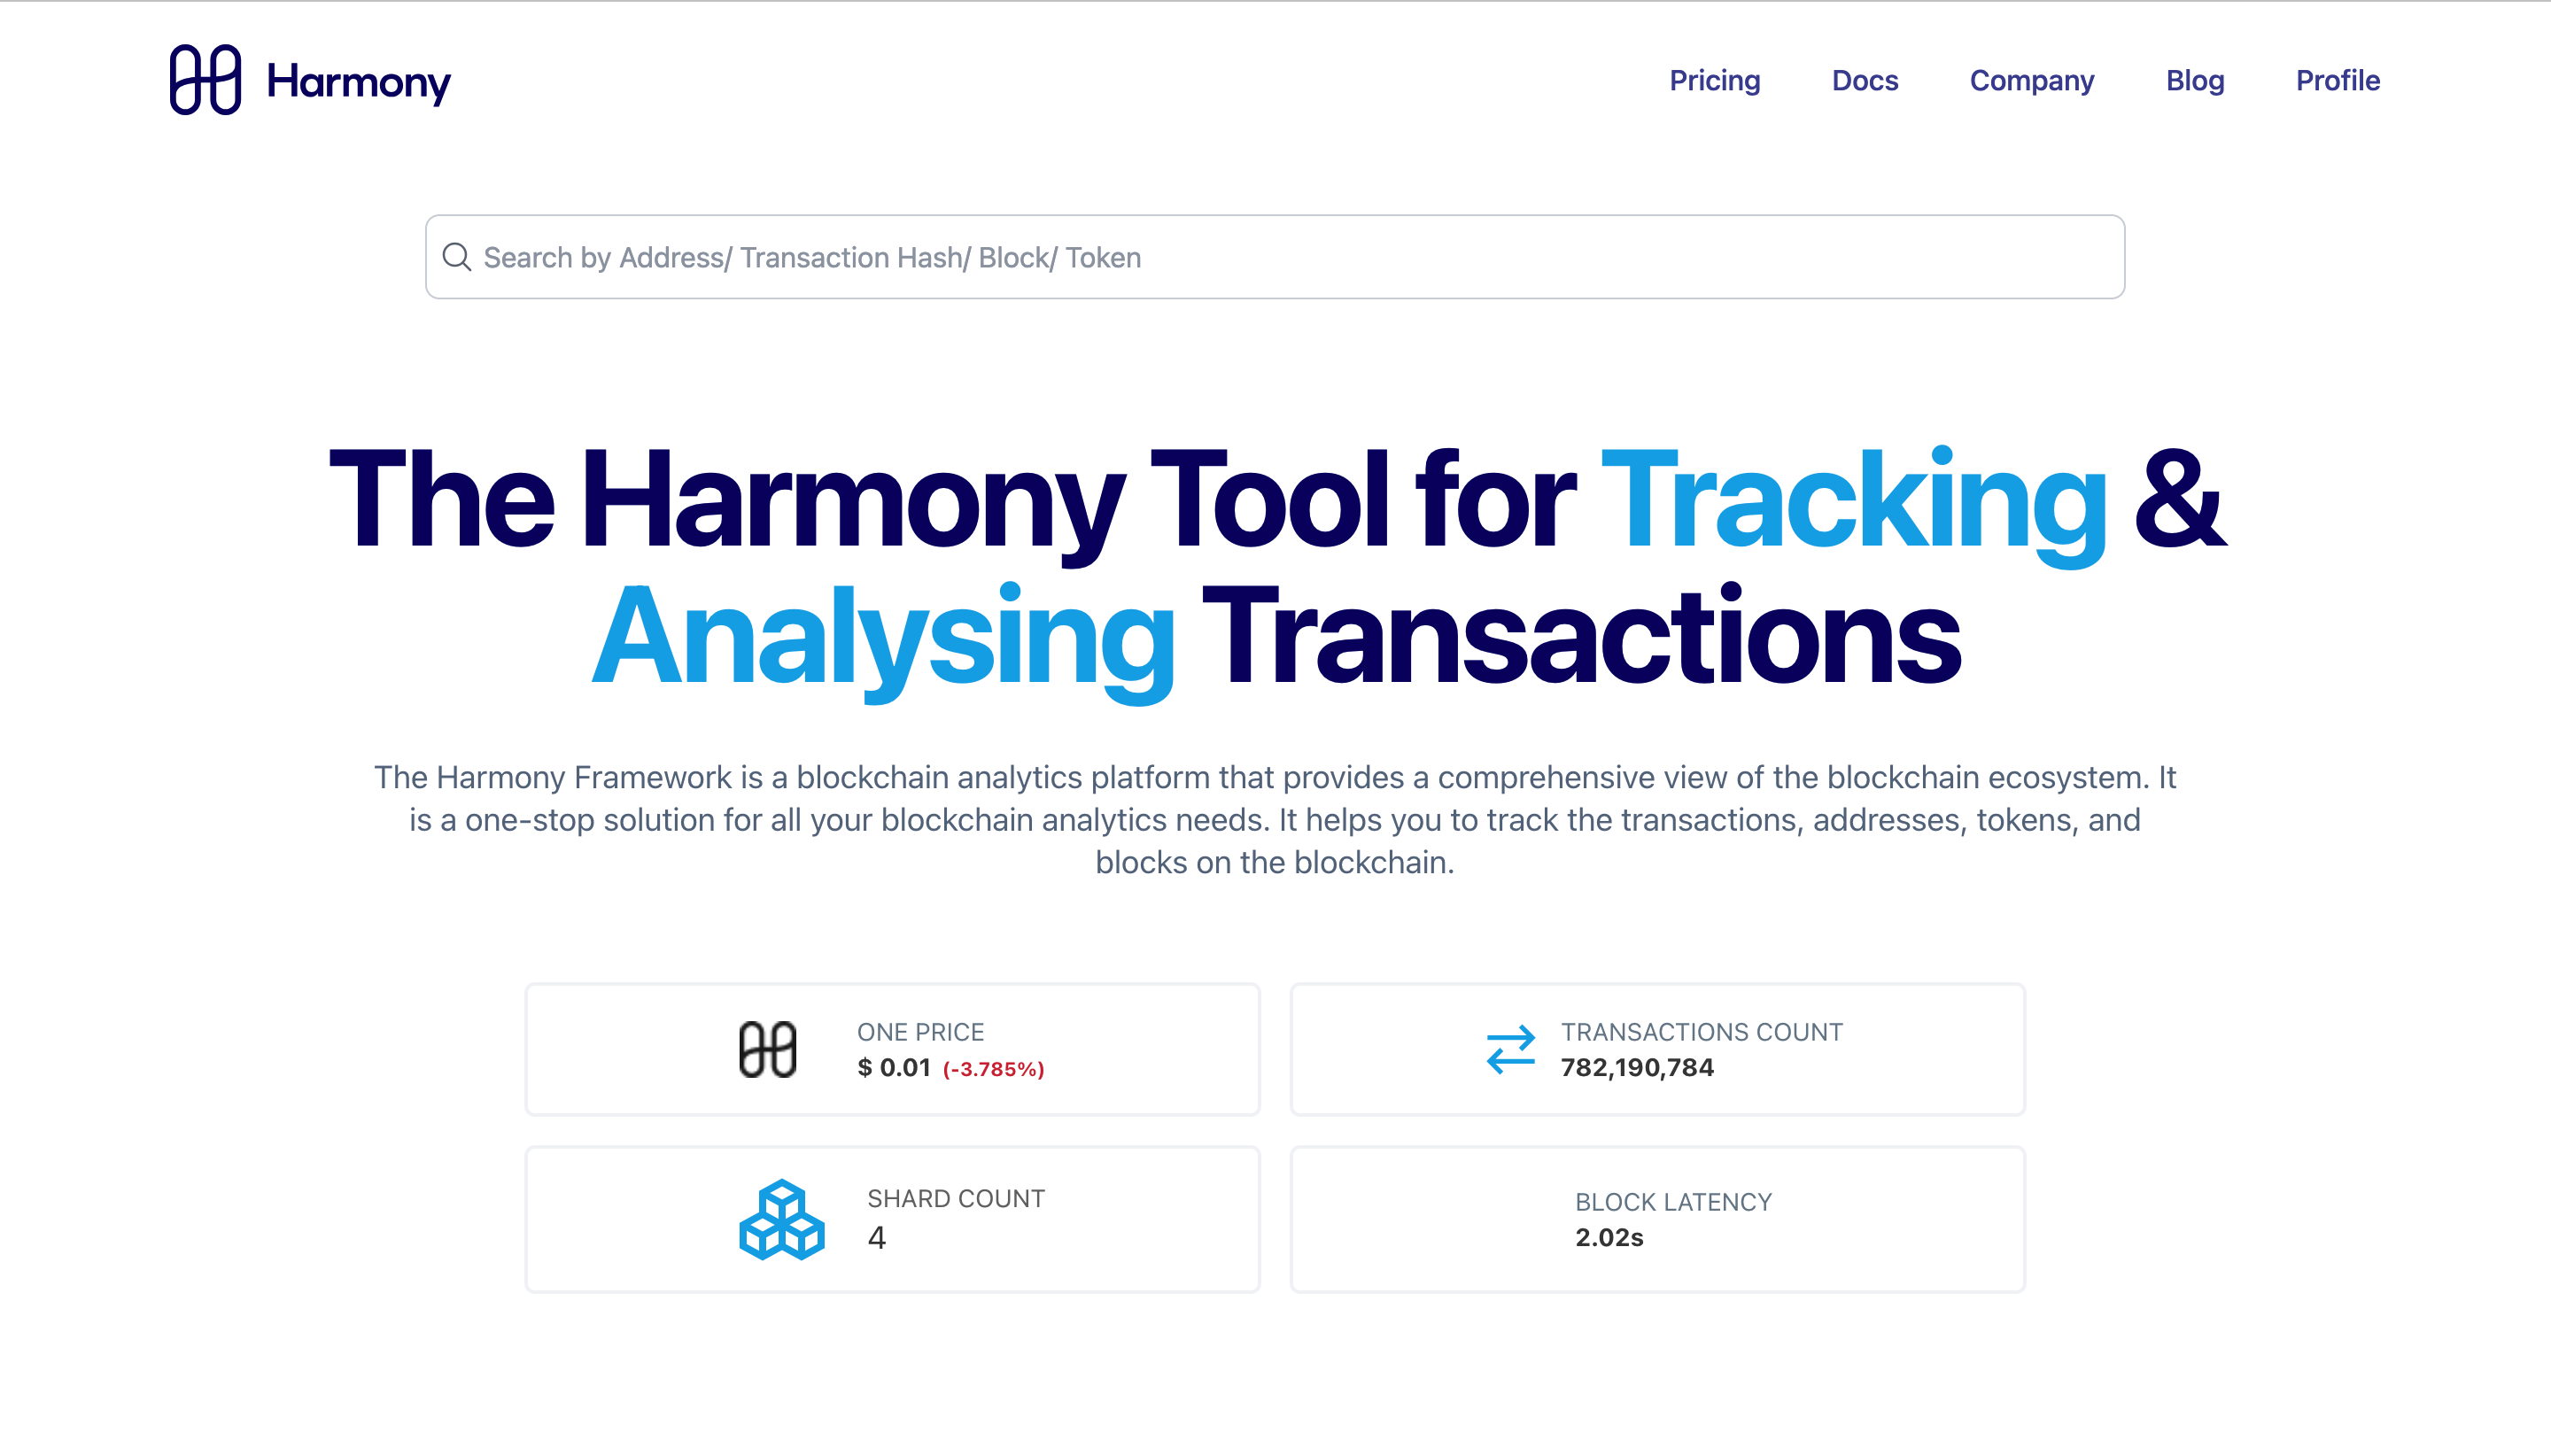 Harmony
Pricing Docs Company Blog Profile
Search by Address/ Transaction Hash/ Block/ Token
The Harmony Tool for Tracking &
Analysing Transactions
The Harmony Framework is a blockchain analytics platform that provides a comprehensive view of the blockchain ecosystem. It
is a one-stop solution for all your blockchain analytics needs. It helps you to track the transactions, addresses, tokens, and
blocks on the blockchain.
ONE PRICE
$ 0.01 (-3.785%)
TRANSACTIONS COUNT
782,190,784
SHARD COUNT
4
BLOCK LATENCY
2.02s